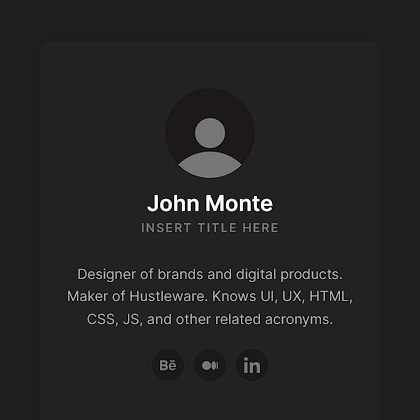 John Monte
INSERT TITLE HERE
Designer of brands and digital products.
Maker of Hustleware. Knows UI, UX, HTML,
CSS, JS, and other related acronyms.
Bē in